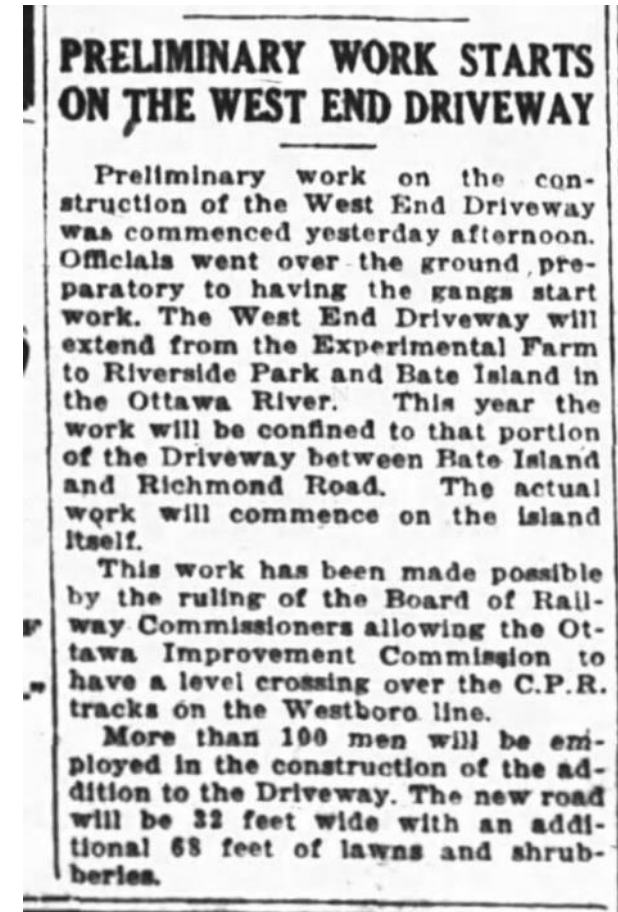 PRELIMINARY WORK STARTS
ON THE WEST END DRIVEWAY
Preliminary work on the con-
struction of the West End Driveway
was commenced yesterday afternoon.
Officials went over the ground pre-
paratory to having the gangs start
work. The West End Driveway will
extend from the Experimental Farm
to Riverside Park and Bate Island in
the Ottawa River. This year the
work will be confined to that portion
of the Driveway between Bate Island
and Richmond Road. The actual
work will commence on the island
itself.
This work has been made possible
by the ruling of the Board of Rail-
way Commissioners allowing the Ot-
tawa Improvement Commission to
have a level crossing over the C.P.R.
tracks on the Westboro line.
More than 100 men will be em-
ployed in the construction of the ad-
dition to the Driveway. The new road
will be 32 feet wide with an addi-
tional 68 feet of lawns and shrub-
beries.